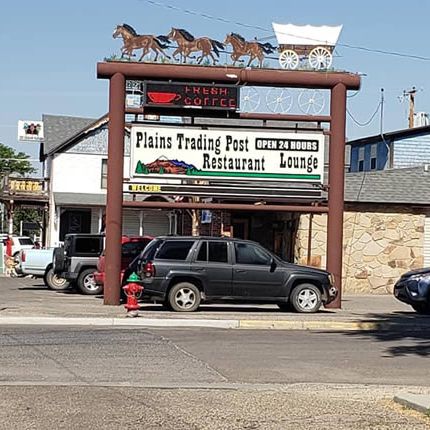 FRESH
COFFEE
Plains Trading Post OPEN 24 HOURS
Restaurant Lounge
WELCOME